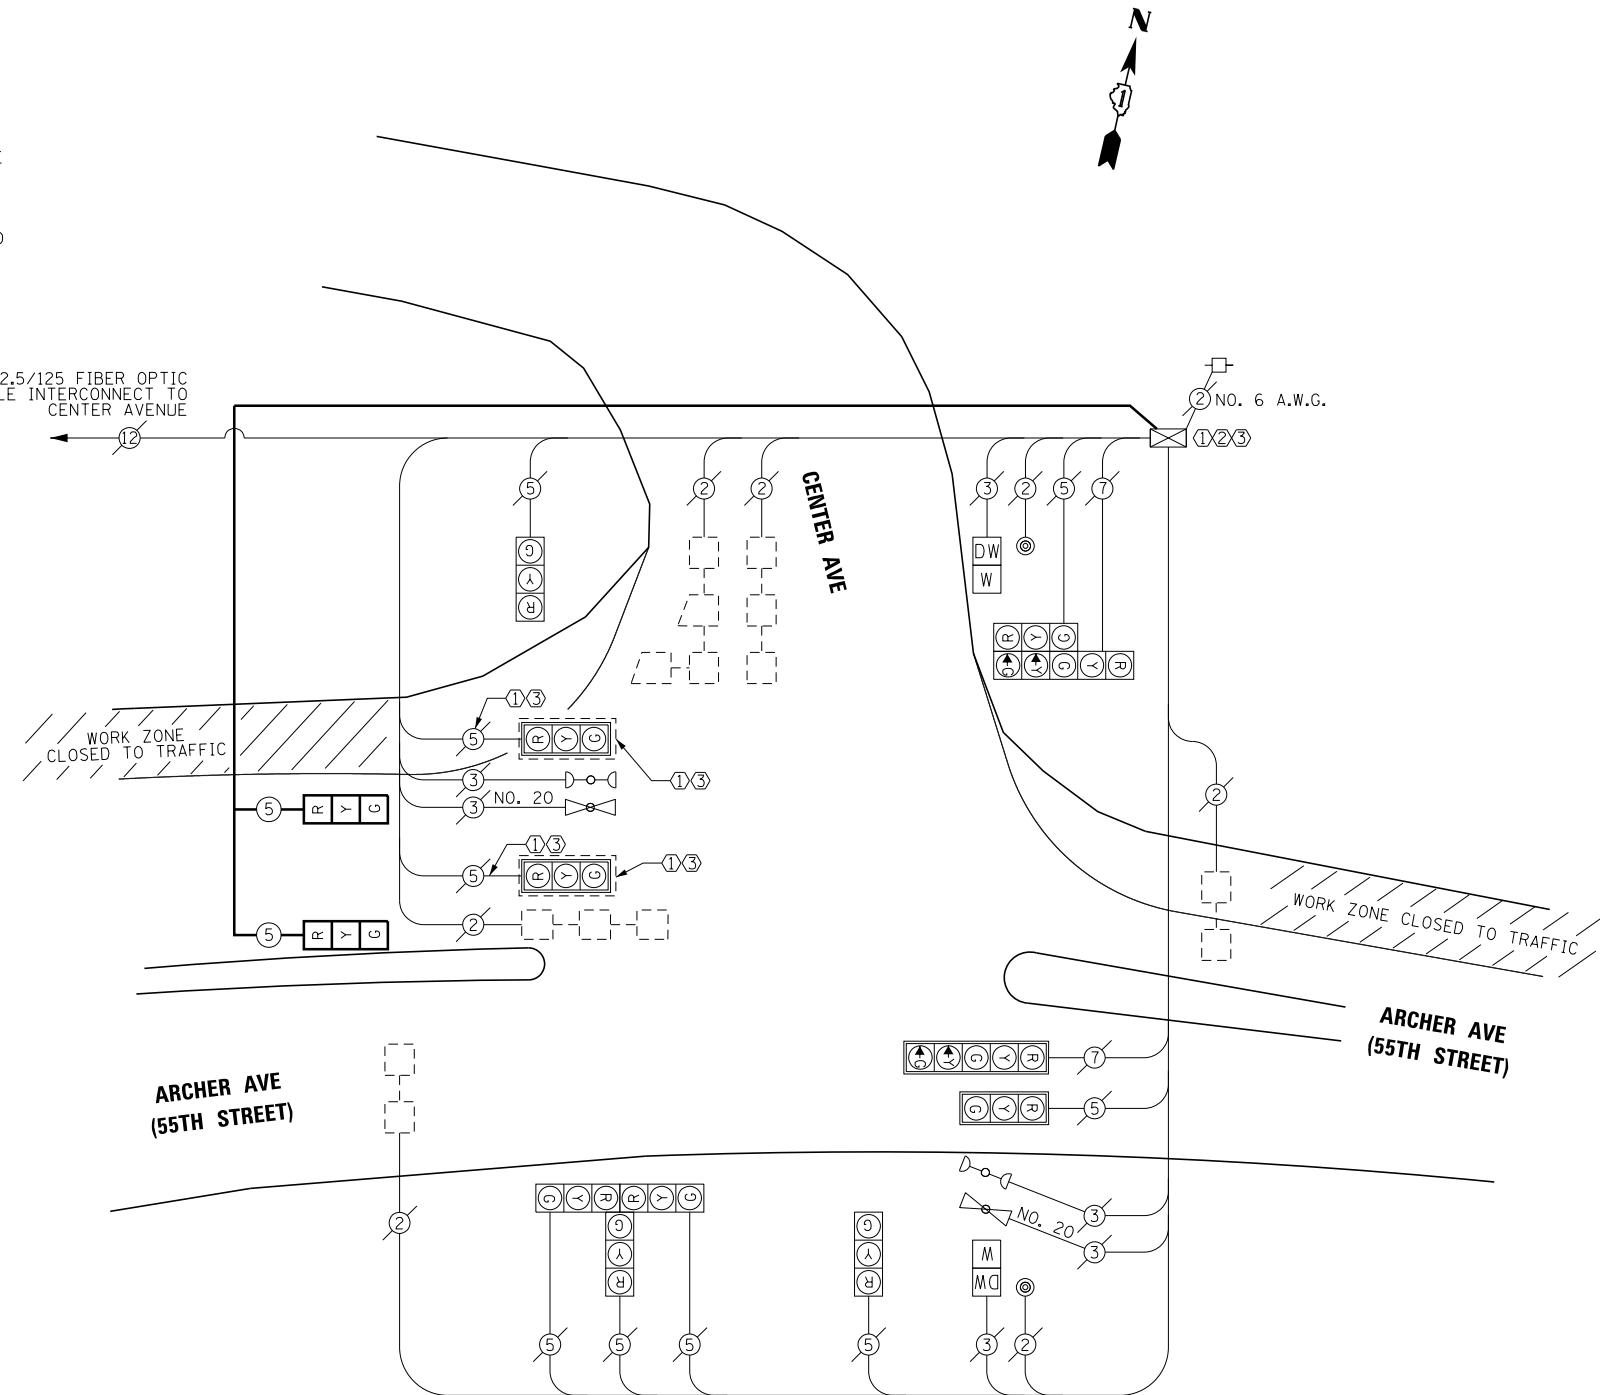 N
1
2.5/125 FIBER OPTIC
LE INTERCONNECT TO
CENTER AVENUE
12
2 NO. 6 A.W.G.
1 2 3
5
2
2
3
2
5
7
CENTER AVE
G
Y
R
DW
W
R Y G
G Y G Y R
1 3
5
R Y G
1 3
WORK ZONE
CLOSED TO TRAFFIC
3
3 NO. 20
5 R Y G
2
1 3
5
R Y G
1 3
2
5 R Y G
WORK ZONE CLOSED TO TRAFFIC
ARCHER AVE
(55TH STREET)
G Y G Y R
7
G Y R
5
ARCHER AVE
(55TH STREET)
2
G Y R R Y G
G
Y
R
G
Y
R
NO. 20
3
3
W
DW
5
5
5
5
3
2